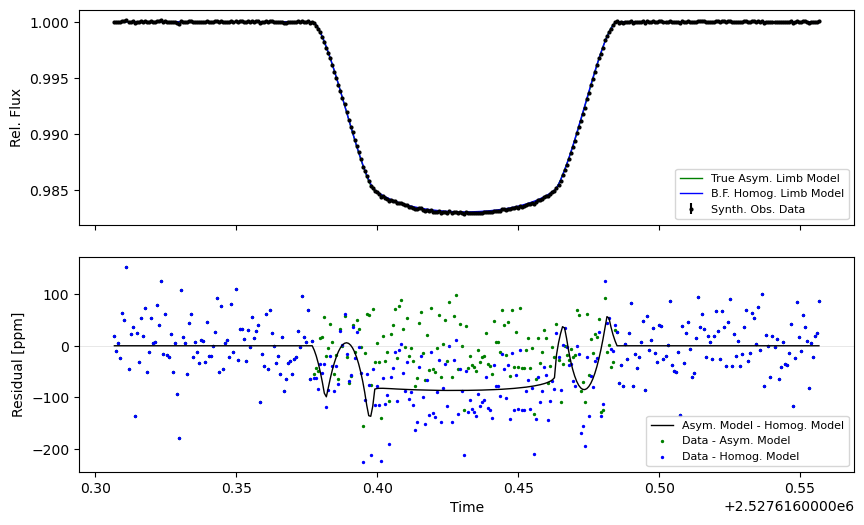 1.000
0.995
0.990
0.985
Rel. Flux
True Asym. Limb Model
B.F. Homog. Limb Model
Synth. Obs. Data
100
0
−100
−200
Residual [ppm]
Asym. Model - Homog. Model
Data - Asym. Model
Data - Homog. Model
0.30 0.35 0.40 0.45 0.50 0.55
Time
+2.5276160000e6